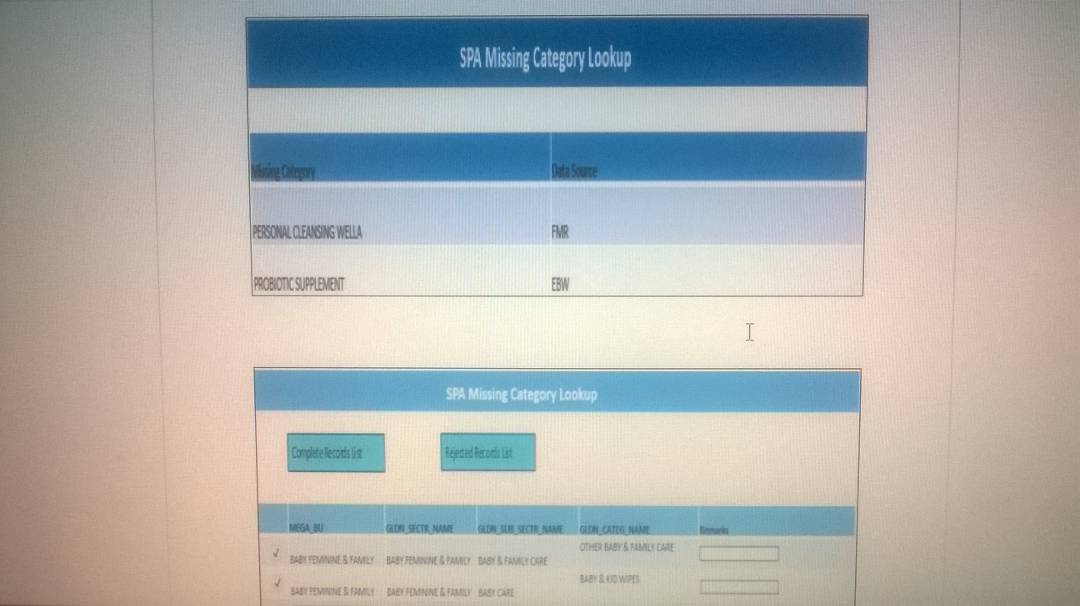 SPA Missing Category Lookup
Missing Category Data Source
PERSONAL CLEANSING WELLA FMR
PROBIOTIC SUPPLEMENT EBW
SPA Missing Category Lookup
Complete Records List Rejected Records List
MEGA_BU GLDN_SECTR_NAME GLDN_SUB_SECTR_NAME GLDN_CATEG_NAME Remarks
OTHER BABY & FAMILY CARE
BABY FEMININE & FAMILY BABY FEMININE & FAMILY BABY & FAMILY CARE
BABY & KID WIPES
BABY FEMININE & FAMILY BABY FEMININE & FAMILY BABY CARE